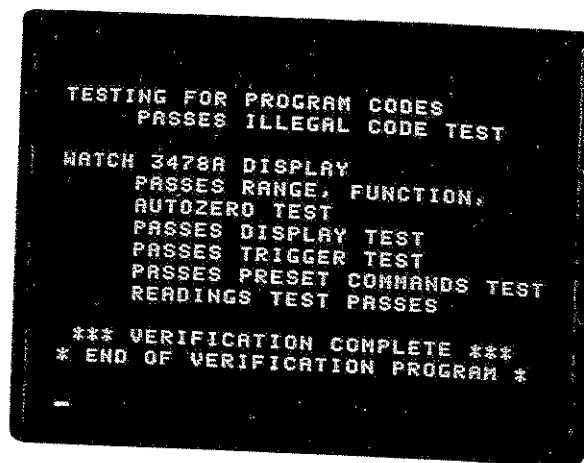 TESTING FOR PROGRAM CODES
PASSES ILLEGAL CODE TEST
WATCH 3478A DISPLAY
PASSES RANGE, FUNCTION,
AUTOZERO TEST
PASSES DISPLAY TEST
PASSES TRIGGER TEST
PASSES PRESET COMMANDS TEST
READINGS TEST PASSES
*** VERIFICATION COMPLETE ***
* END OF VERIFICATION PROGRAM *